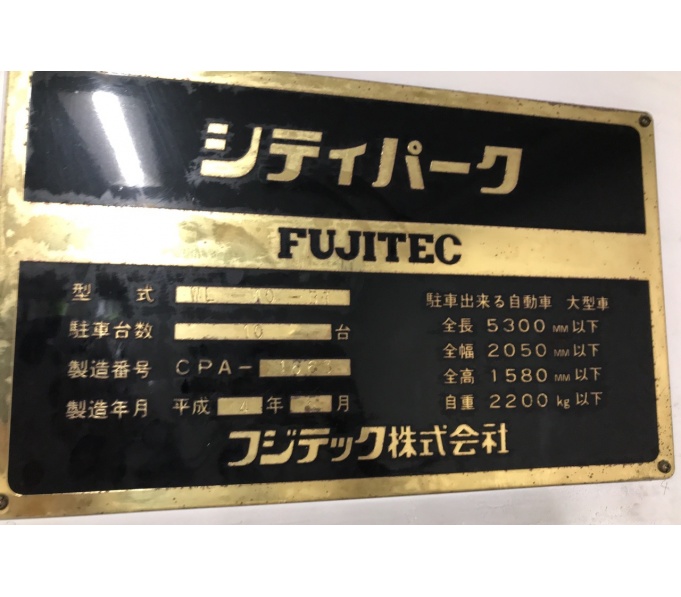 シティパーク
FUJITEC
型式
駐車台数 台
製造番号 CPA-
製造年月 平成 年 月
駐車出来る自動車 大型車
全長 5300 MM 以下
全幅 2050 MM 以下
全高 1580 MM 以下
自重 2200 kg 以下
フジテック株式会社